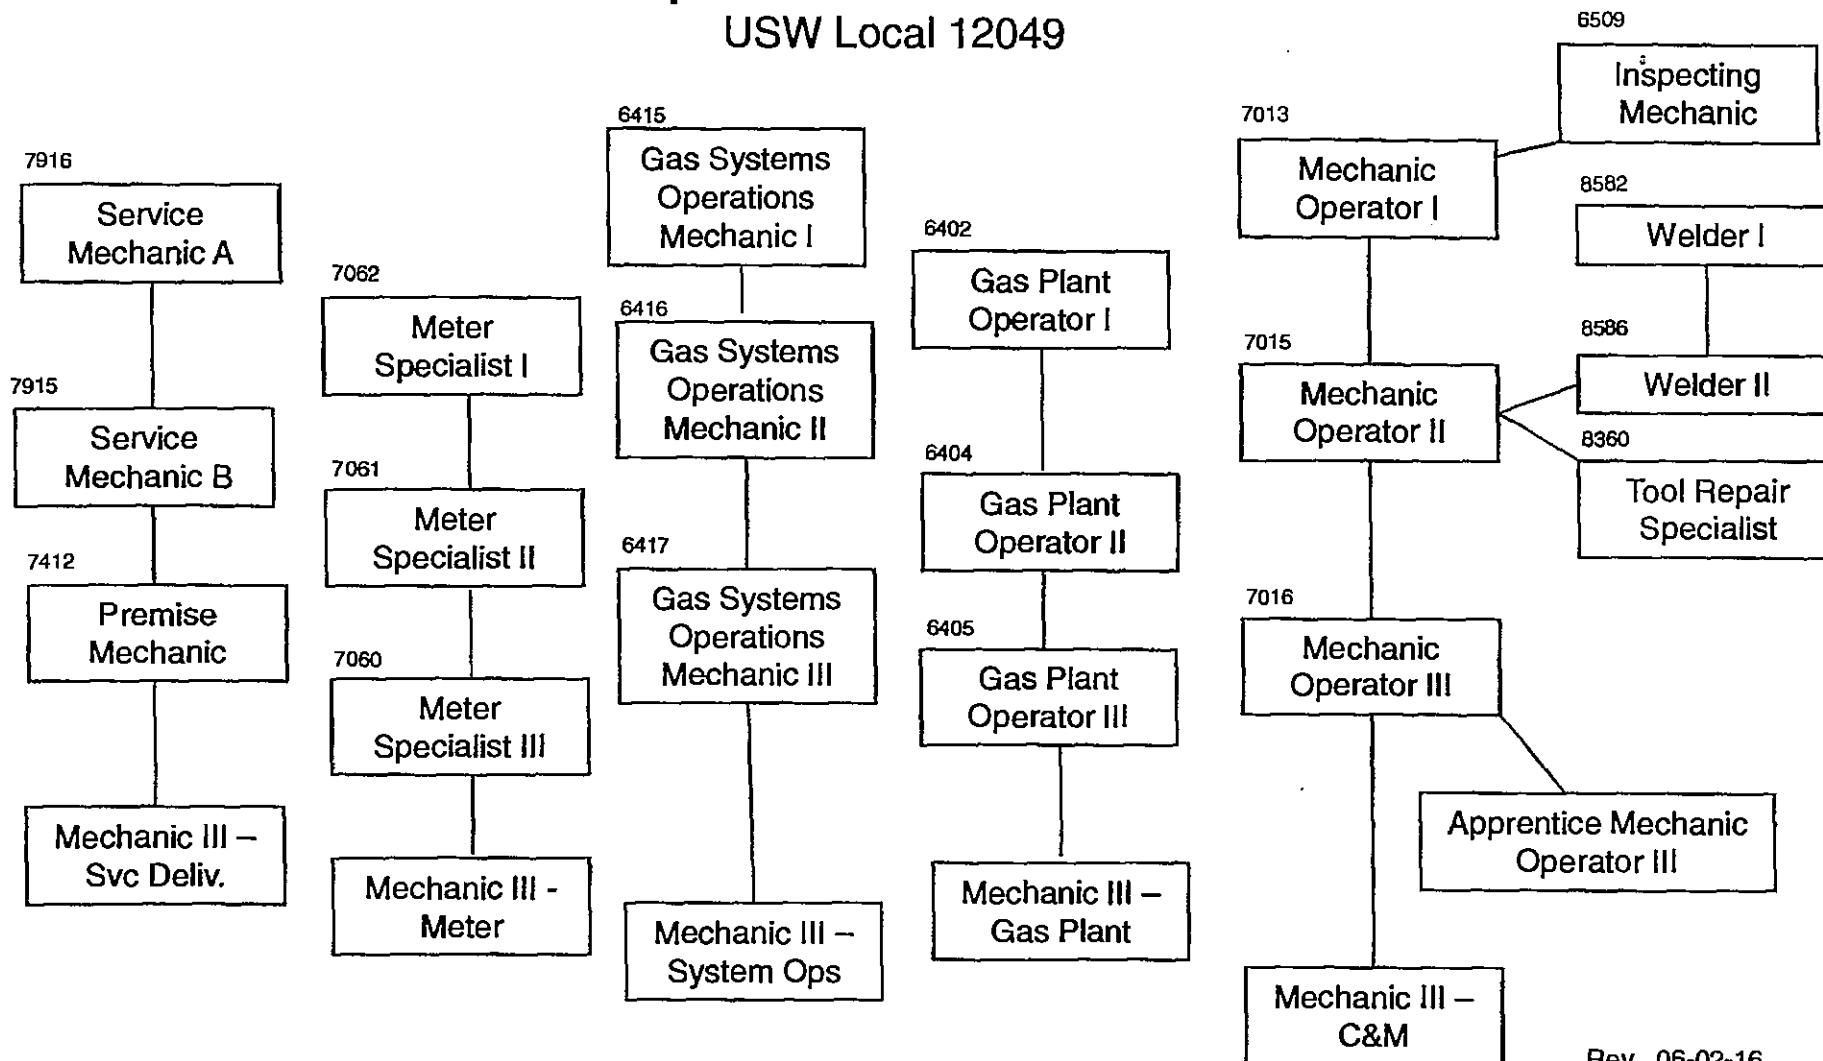 USW Local 12049
7916
Service
Mechanic A
7915
Service
Mechanic B
7412
Premise
Mechanic
Mechanic III –
Svc Deliv.
7062
Meter
Specialist I
7061
Meter
Specialist II
7060
Meter
Specialist III
Mechanic III -
Meter
6415
Gas Systems
Operations
Mechanic I
6416
Gas Systems
Operations
Mechanic II
6417
Gas Systems
Operations
Mechanic III
Mechanic III –
System Ops
6402
Gas Plant
Operator I
6404
Gas Plant
Operator II
6405
Gas Plant
Operator III
Mechanic III –
Gas Plant
7013
Mechanic
Operator I
7015
Mechanic
Operator II
7016
Mechanic
Operator III
Mechanic III –
C&M
6509
Inspecting
Mechanic
8582
Welder I
8586
Welder II
8360
Tool Repair
Specialist
Apprentice Mechanic
Operator III
Rev. 06-02-16